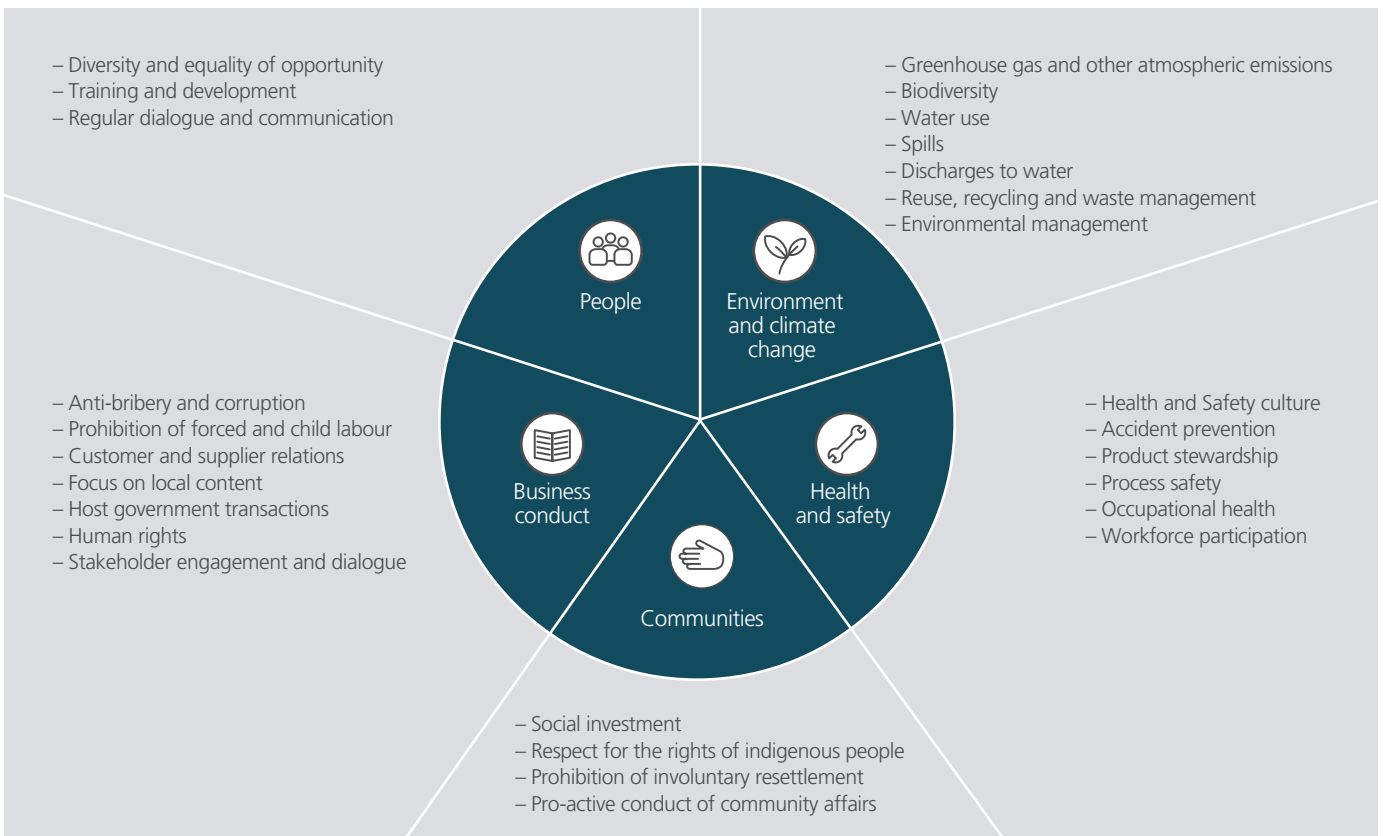 – Diversity and equality of opportunity
– Training and development
– Regular dialogue and communication
– Greenhouse gas and other atmospheric emissions
– Biodiversity
– Water use
– Spills
– Discharges to water
– Reuse, recycling and waste management
– Environmental management
People
Environment
and climate
change
– Anti-bribery and corruption
– Prohibition of forced and child labour
– Customer and supplier relations
– Focus on local content
– Host government transactions
– Human rights
– Stakeholder engagement and dialogue
Business
conduct
Health
and safety
– Health and Safety culture
– Accident prevention
– Product stewardship
– Process safety
– Occupational health
– Workforce participation
Communities
– Social investment
– Respect for the rights of indigenous people
– Prohibition of involuntary resettlement
– Pro-active conduct of community affairs